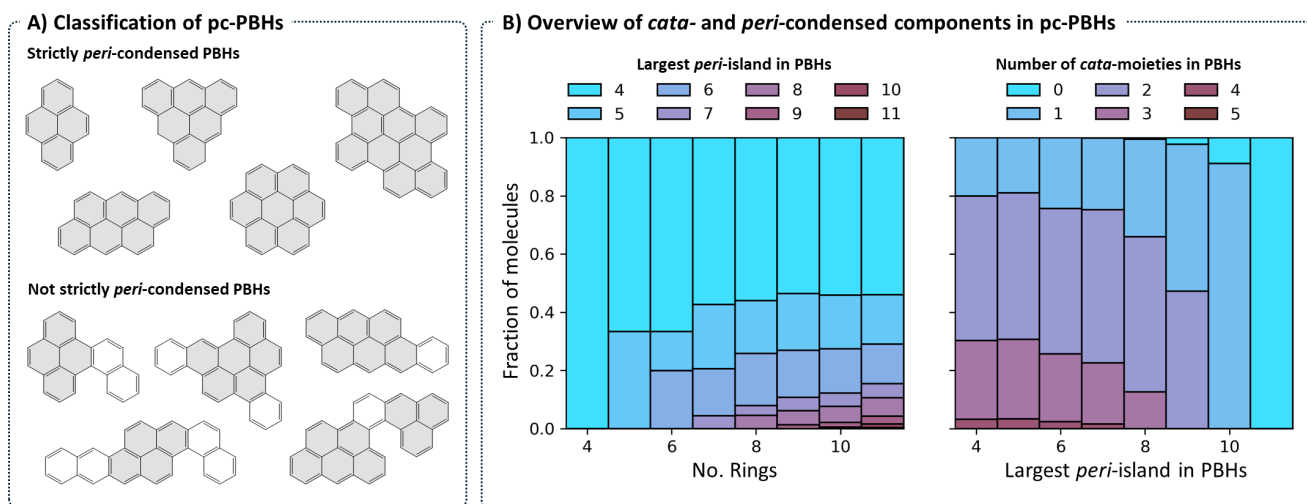 A) Classification of pc-PBHs
Strictly peri-condensed PBHs
Not strictly peri-condensed PBHs
B) Overview of cata- and peri-condensed components in pc-PBHs
Largest peri-island in PBHs
4 6 8 10
5 7 9 11
Fraction of molecules
1.0
0.8
0.6
0.4
0.2
0.0
4 6 8 10
No. Rings
Number of cata-moieties in PBHs
0 2 4
1 3 5
4 6 8 10
Largest peri-island in PBHs